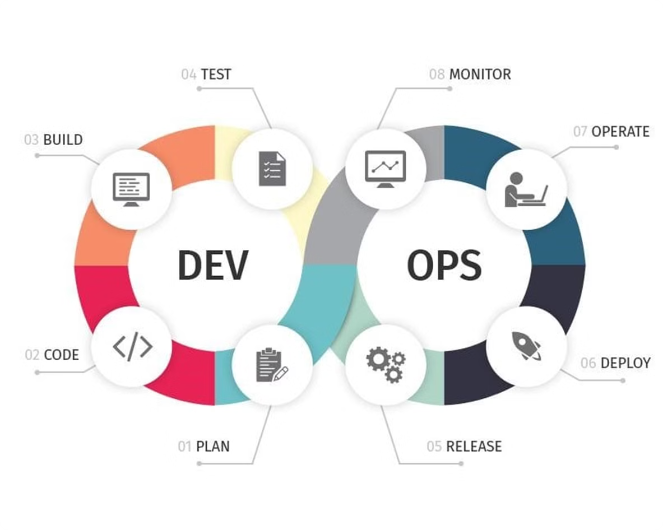 04 TEST
08 MONITOR
03 BUILD
07 OPERATE
DEV
OPS
02 CODE
06 DEPLOY
01 PLAN
05 RELEASE